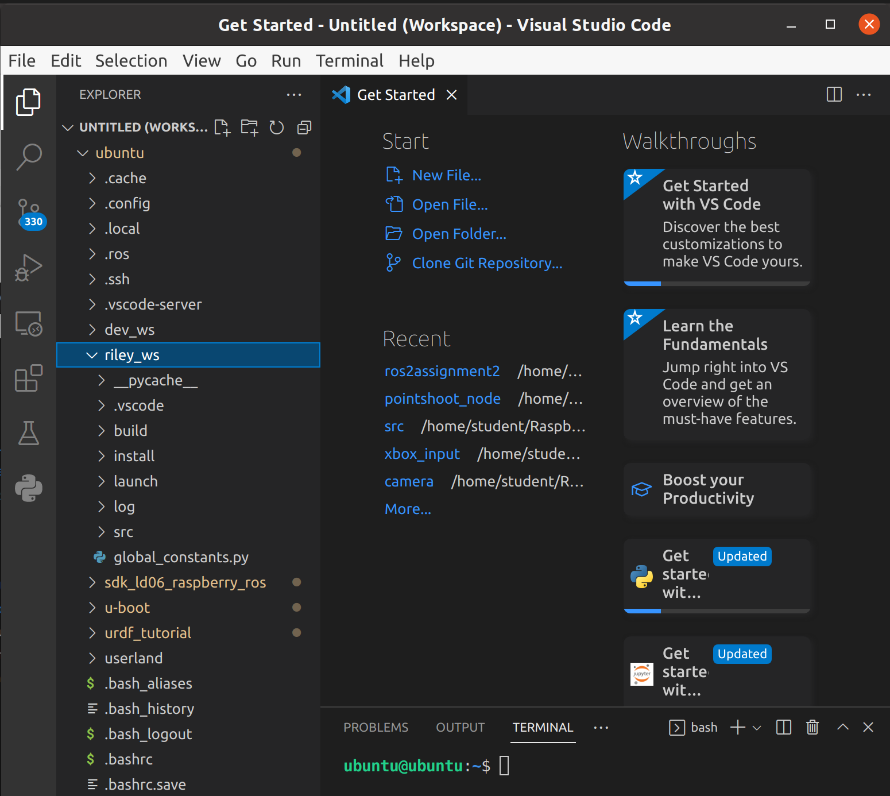 Get Started - Untitled (Workspace) - Visual Studio Code
File Edit Selection View Go Run Terminal Help
EXPLORER
UNTITLED (WORKS...
ubuntu
.cache
.config
.local
.ros
.ssh
.vscode-server
dev_ws
riley_ws
__pycache__
.vscode
build
install
launch
log
src
global_constants.py
sdk_ld06_raspberry_ros
u-boot
urdf_tutorial
userland
$ .bash_aliases
.bash_history
$ .bash_logout
$ .bashrc
.bashrc.save
330
Get Started
Start
New File...
Open File...
Open Folder...
Clone Git Repository...
Recent
ros2assignment2 /home/...
pointshoot_node /home/...
src /home/student/Raspb...
xbox_input /home/stude...
camera /home/student/R...
More...
Walkthroughs
Get Started
with VS Code
Discover the best
customizations to
make VS Code yours.
Learn the
Fundamentals
Jump right into VS
Code and get an
overview of the
must-have features.
Boost your
Productivity
Get Updated
starte
wit...
Get Updated
starte
wit...
jupyter
PROBLEMS OUTPUT TERMINAL ... bash
ubuntu@ubuntu:~$